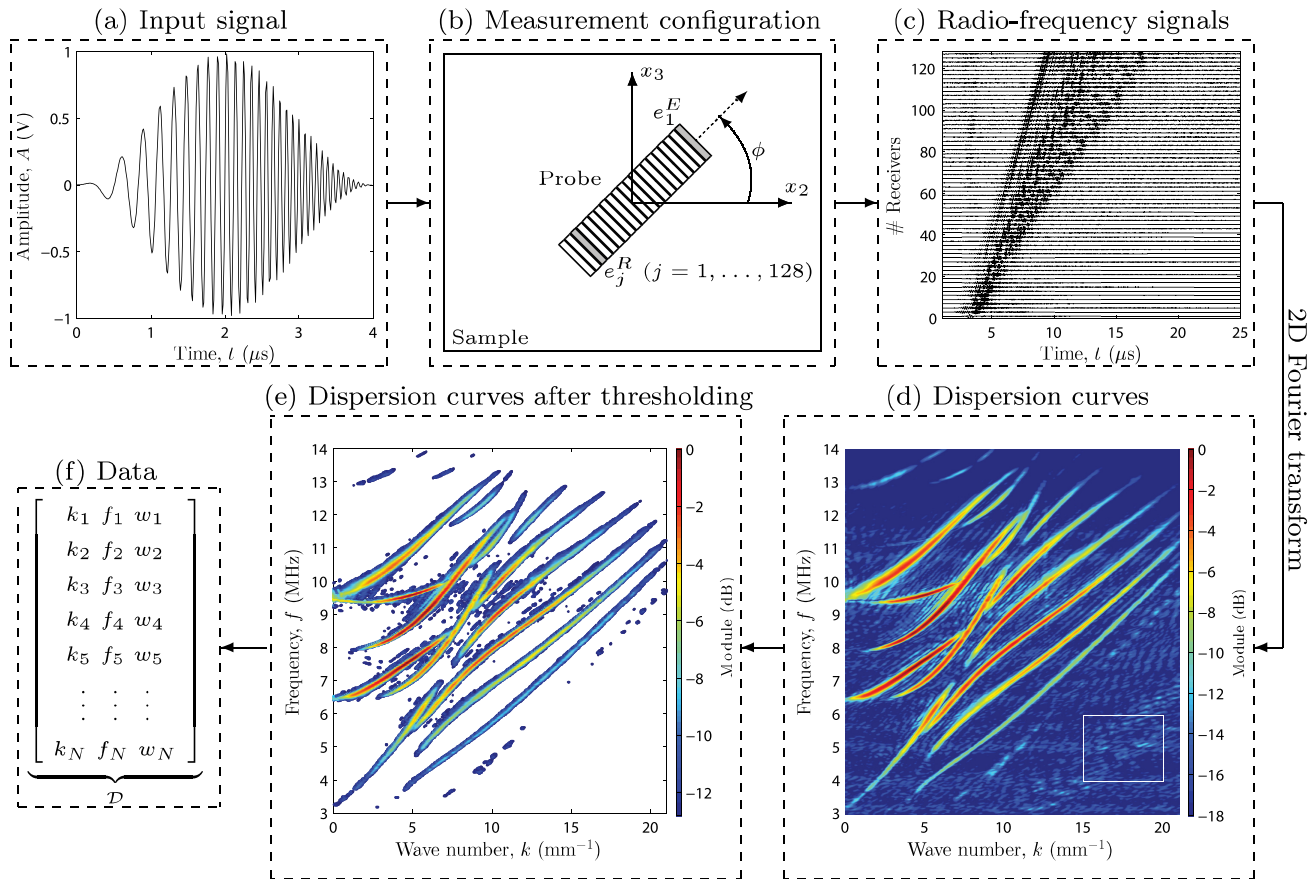 (a) Input signal
Amplitude, A (V)
1
0.5
0
−0.5
−1
0 1 2 3 4
Time, t (μs)
(b) Measurement configuration
x3
e1^E
ϕ
Probe
x2
ej^R (j = 1, . . . , 128)
Sample
(c) Radio-frequency signals
# Receivers
120
100
80
60
40
20
0
5 10 15 20 25
Time, t (μs)
2D Fourier transform
(d) Dispersion curves
Frequency, f (MHz)
14
13
12
11
10
9
8
7
6
5
4
3
0 5 10 15 20
Wave number, k (mm−1)
Module (dB)
0
−2
−4
−6
−8
−10
−12
−14
−16
−18
(e) Dispersion curves after thresholding
Frequency, f (MHz)
14
13
12
11
10
9
8
7
6
5
4
3
0 5 10 15 20
Wave number, k (mm−1)
Module (dB)
0
−2
−4
−6
−8
−10
−12
(f) Data
k1 f1 w1
k2 f2 w2
k3 f3 w3
k4 f4 w4
k5 f5 w5
. . .
. . .
. . .
kN fN wN
D